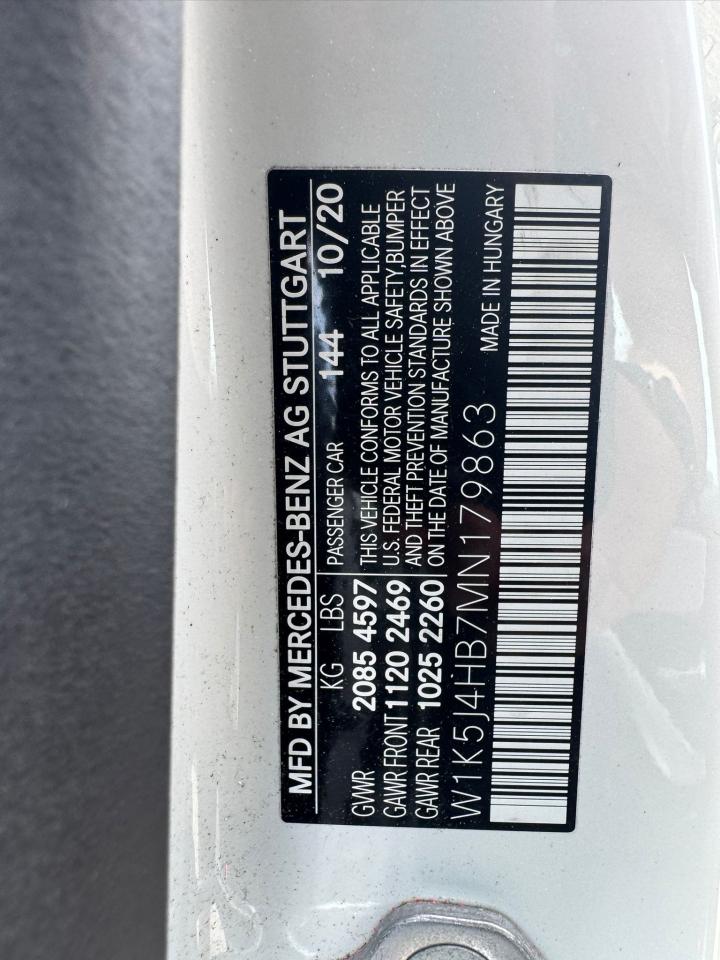 MFD BY MERCEDES-BENZ AG STUTTGART
KG LBS PASSENGER CAR 144 10/20
GVWR 2085 4597 THIS VEHICLE CONFORMS TO ALL APPLICABLE
GAWR FRONT 1120 2469 U.S. FEDERAL MOTOR VEHICLE SAFETY,BUMPER
GAWR REAR 1025 2260 AND THEFT PREVENTION STANDARDS IN EFFECT
ON THE DATE OF MANUFACTURE SHOWN ABOVE
W1K5J4HB7MN179863 MADE IN HUNGARY